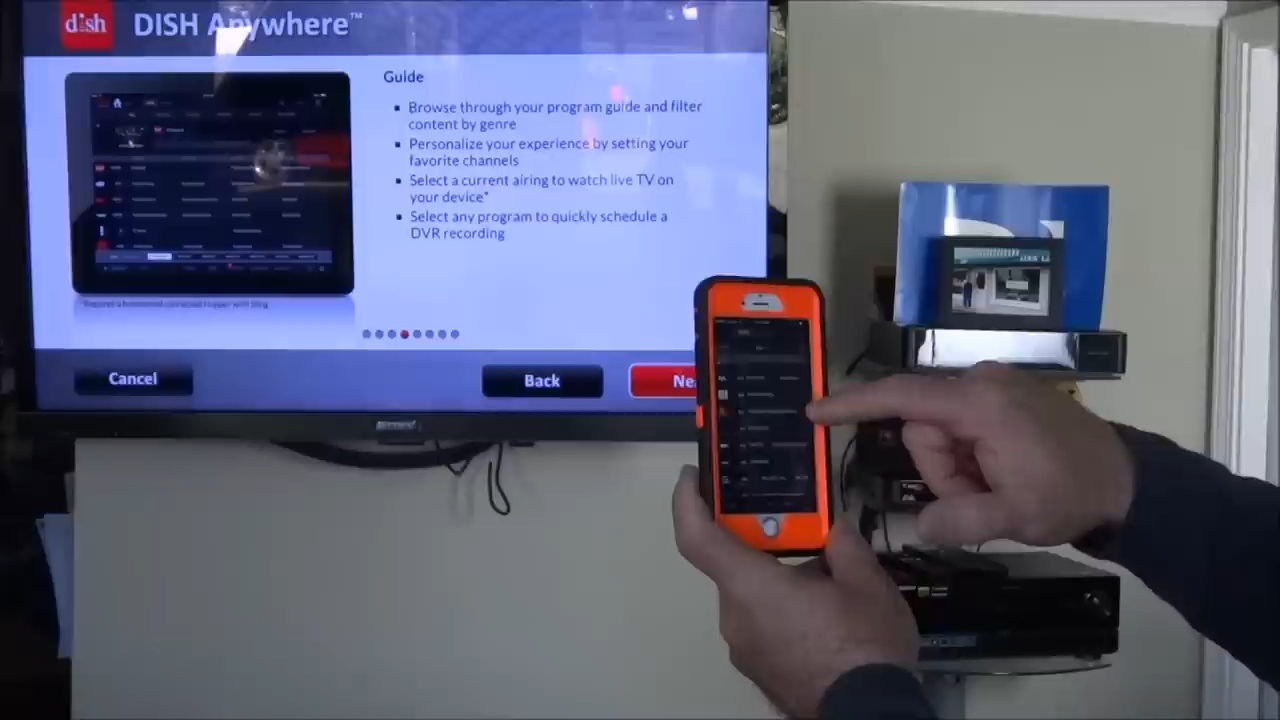 dish DISH Anywhere™
Guide
Browse through your program guide and filter
content by genre
Personalize your experience by setting your
favorite channels
Select a current airing to watch live TV on
your device*
Select any program to quickly schedule a
DVR recording
Cancel
Back
Ne